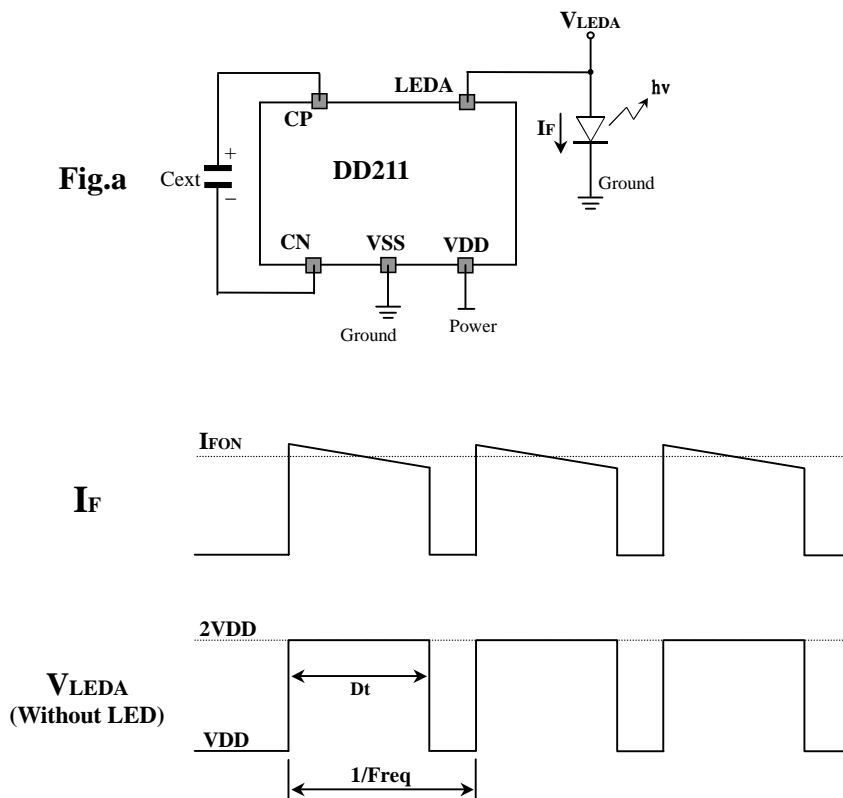 VLEDA
LEDA
hv
CP
IF
+
Fig.a
Cext
DD211
Ground
−
CN
VSS
VDD
Ground
Power
IFON
IF
2VDD
VLEDA
Dt
(Without LED)
VDD
1/Freq